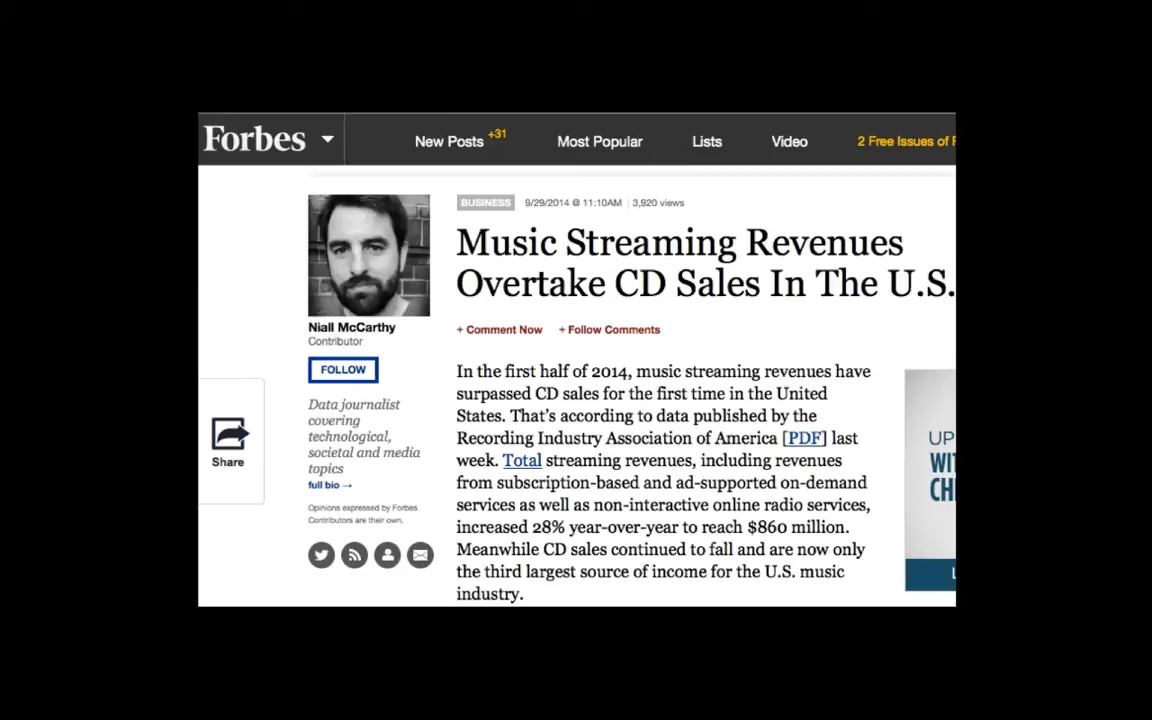 Forbes
New Posts +31
Most Popular
Lists
Video
2 Free Issues of
BUSINESS 9/29/2014 @ 11:10AM 3,920 views
Music Streaming Revenues
Overtake CD Sales In The U.S.
+ Comment Now + Follow Comments
Niall McCarthy
Contributor
FOLLOW
Data journalist
covering
technological,
societal and media
topics
full bio →
Opinions expressed by Forbes
Contributors are their own.
Share
In the first half of 2014, music streaming revenues have
surpassed CD sales for the first time in the United
States. That's according to data published by the
Recording Industry Association of America [PDF] last
week. Total streaming revenues, including revenues
from subscription-based and ad-supported on-demand
services as well as non-interactive online radio services,
increased 28% year-over-year to reach $860 million.
Meanwhile CD sales continued to fall and are now only
the third largest source of income for the U.S. music
industry.
UP